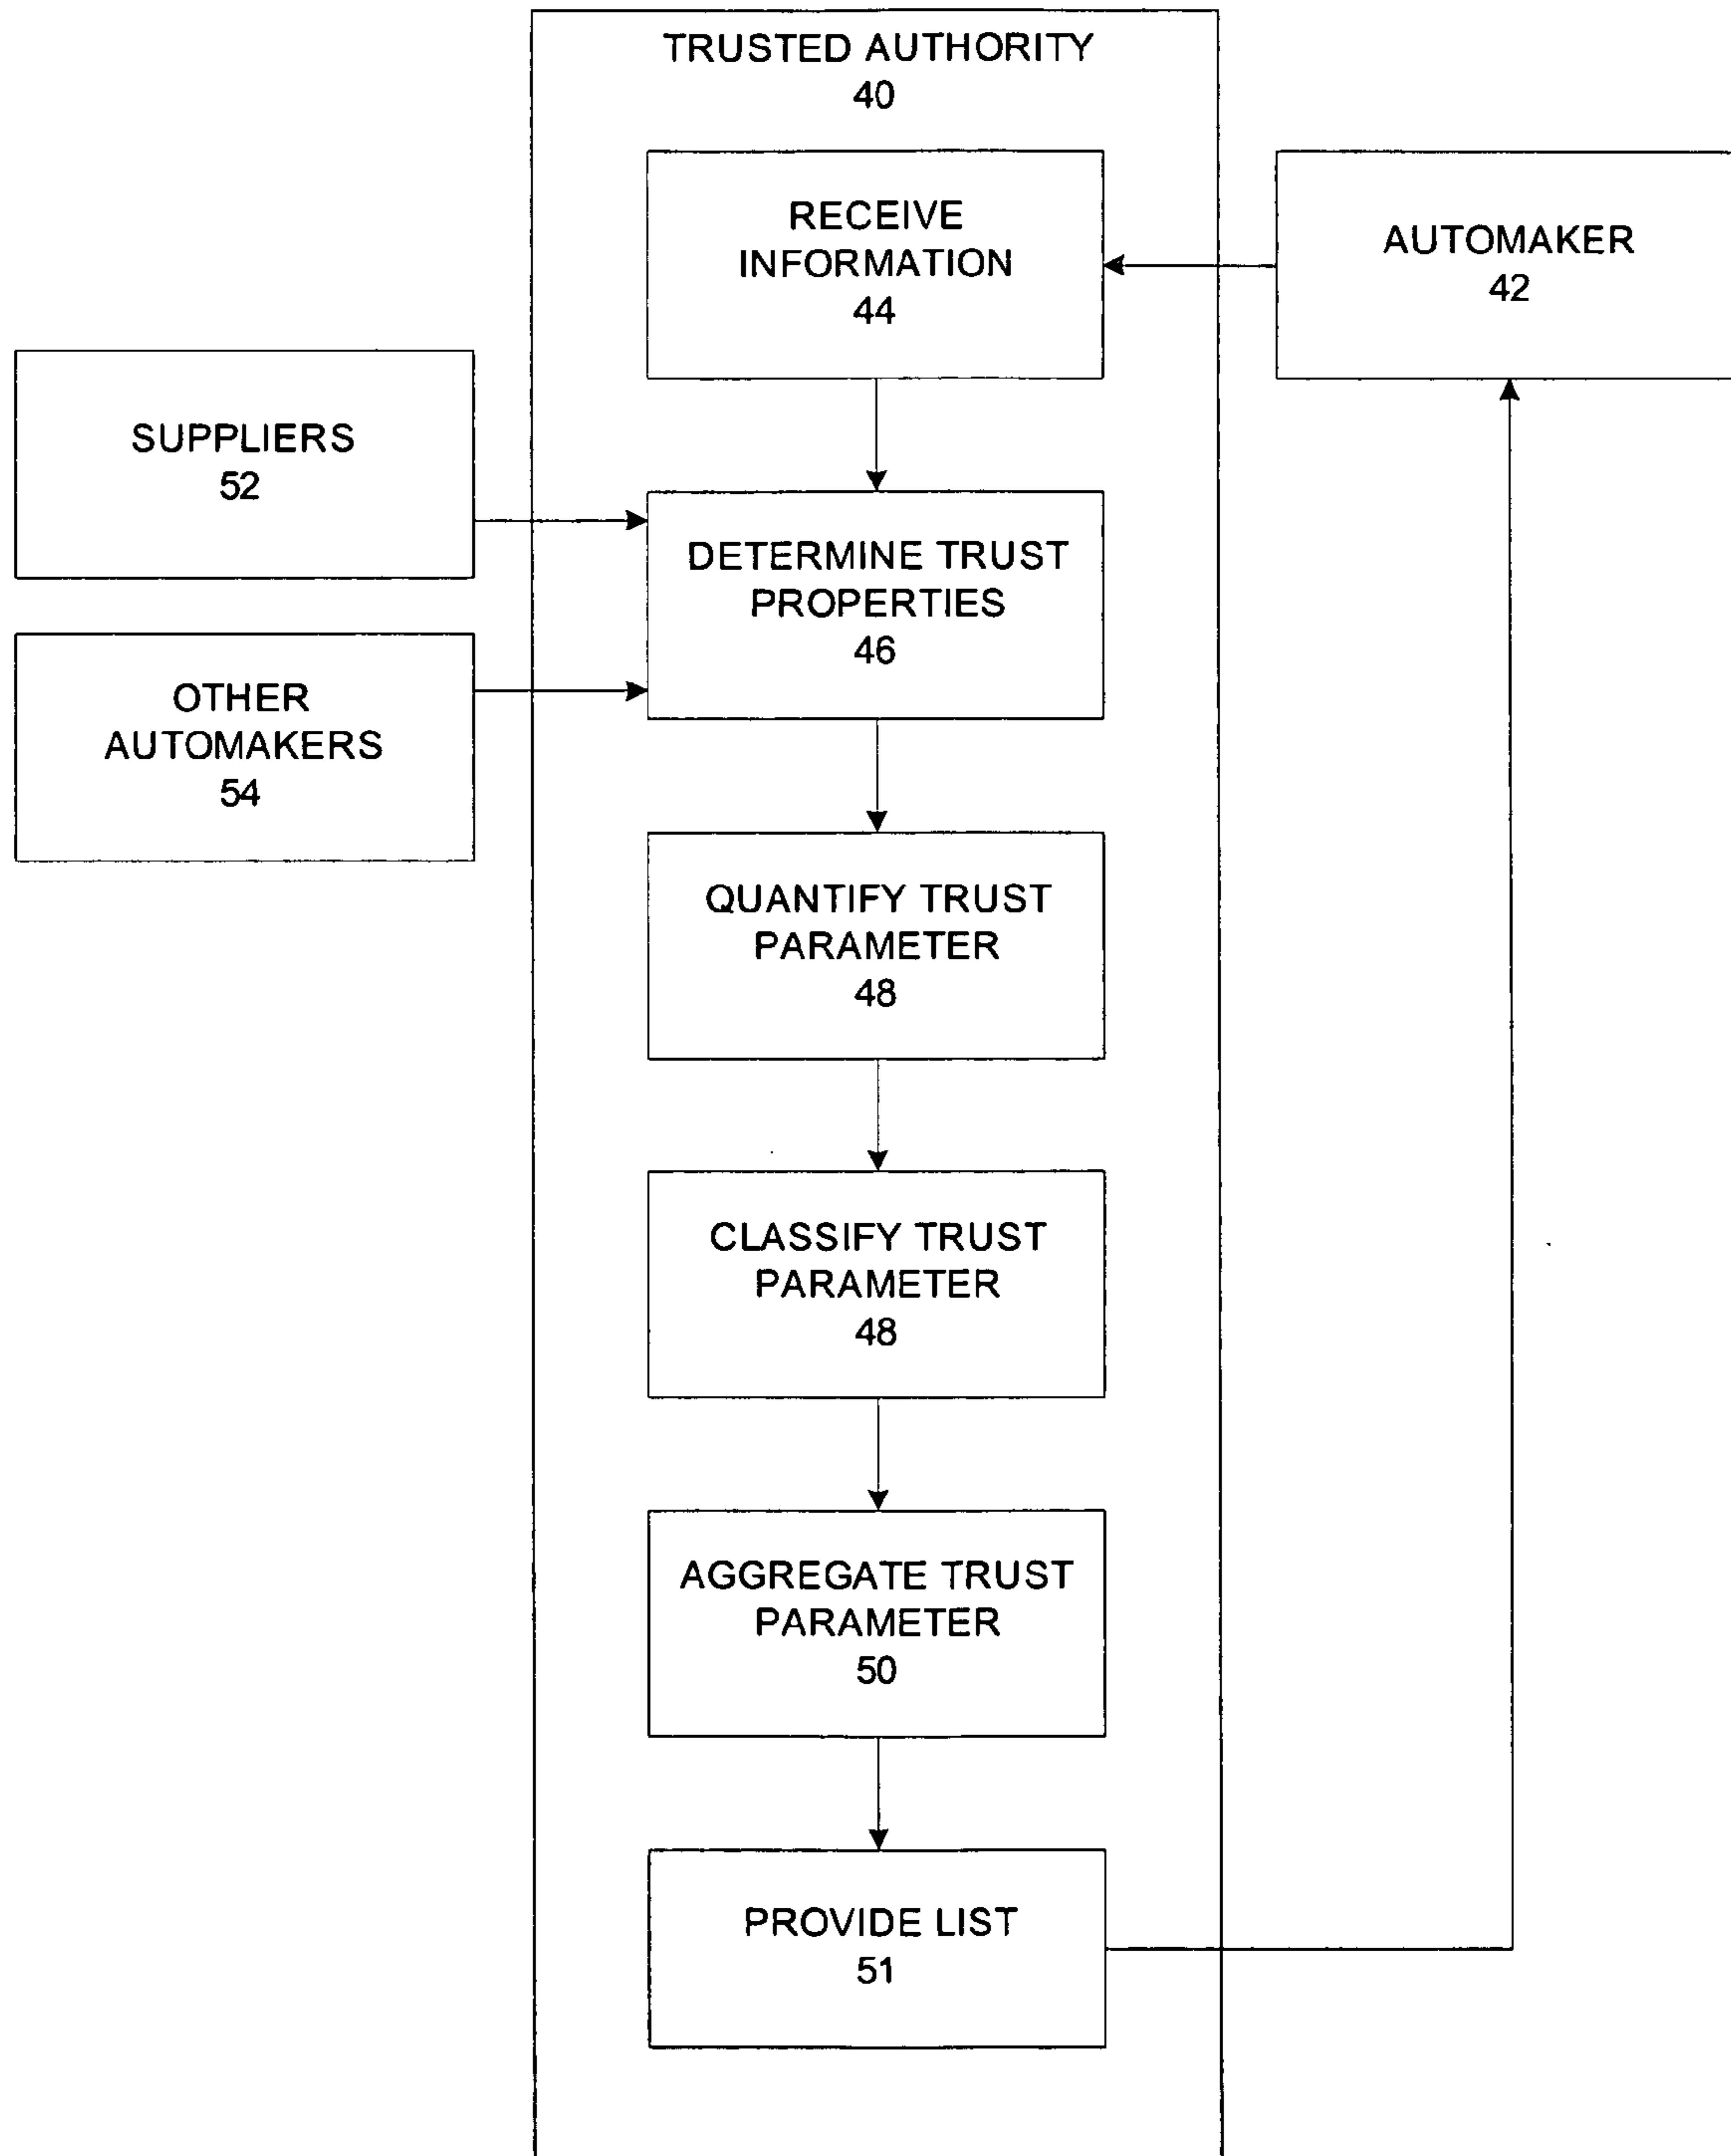 TRUSTED AUTHORITY
40
RECEIVE
INFORMATION
44
AUTOMAKER
42
SUPPLIERS
52
DETERMINE TRUST
PROPERTIES
46
OTHER
AUTOMAKERS
54
QUANTIFY TRUST
PARAMETER
48
CLASSIFY TRUST
PARAMETER
48
AGGREGATE TRUST
PARAMETER
50
PROVIDE LIST
51